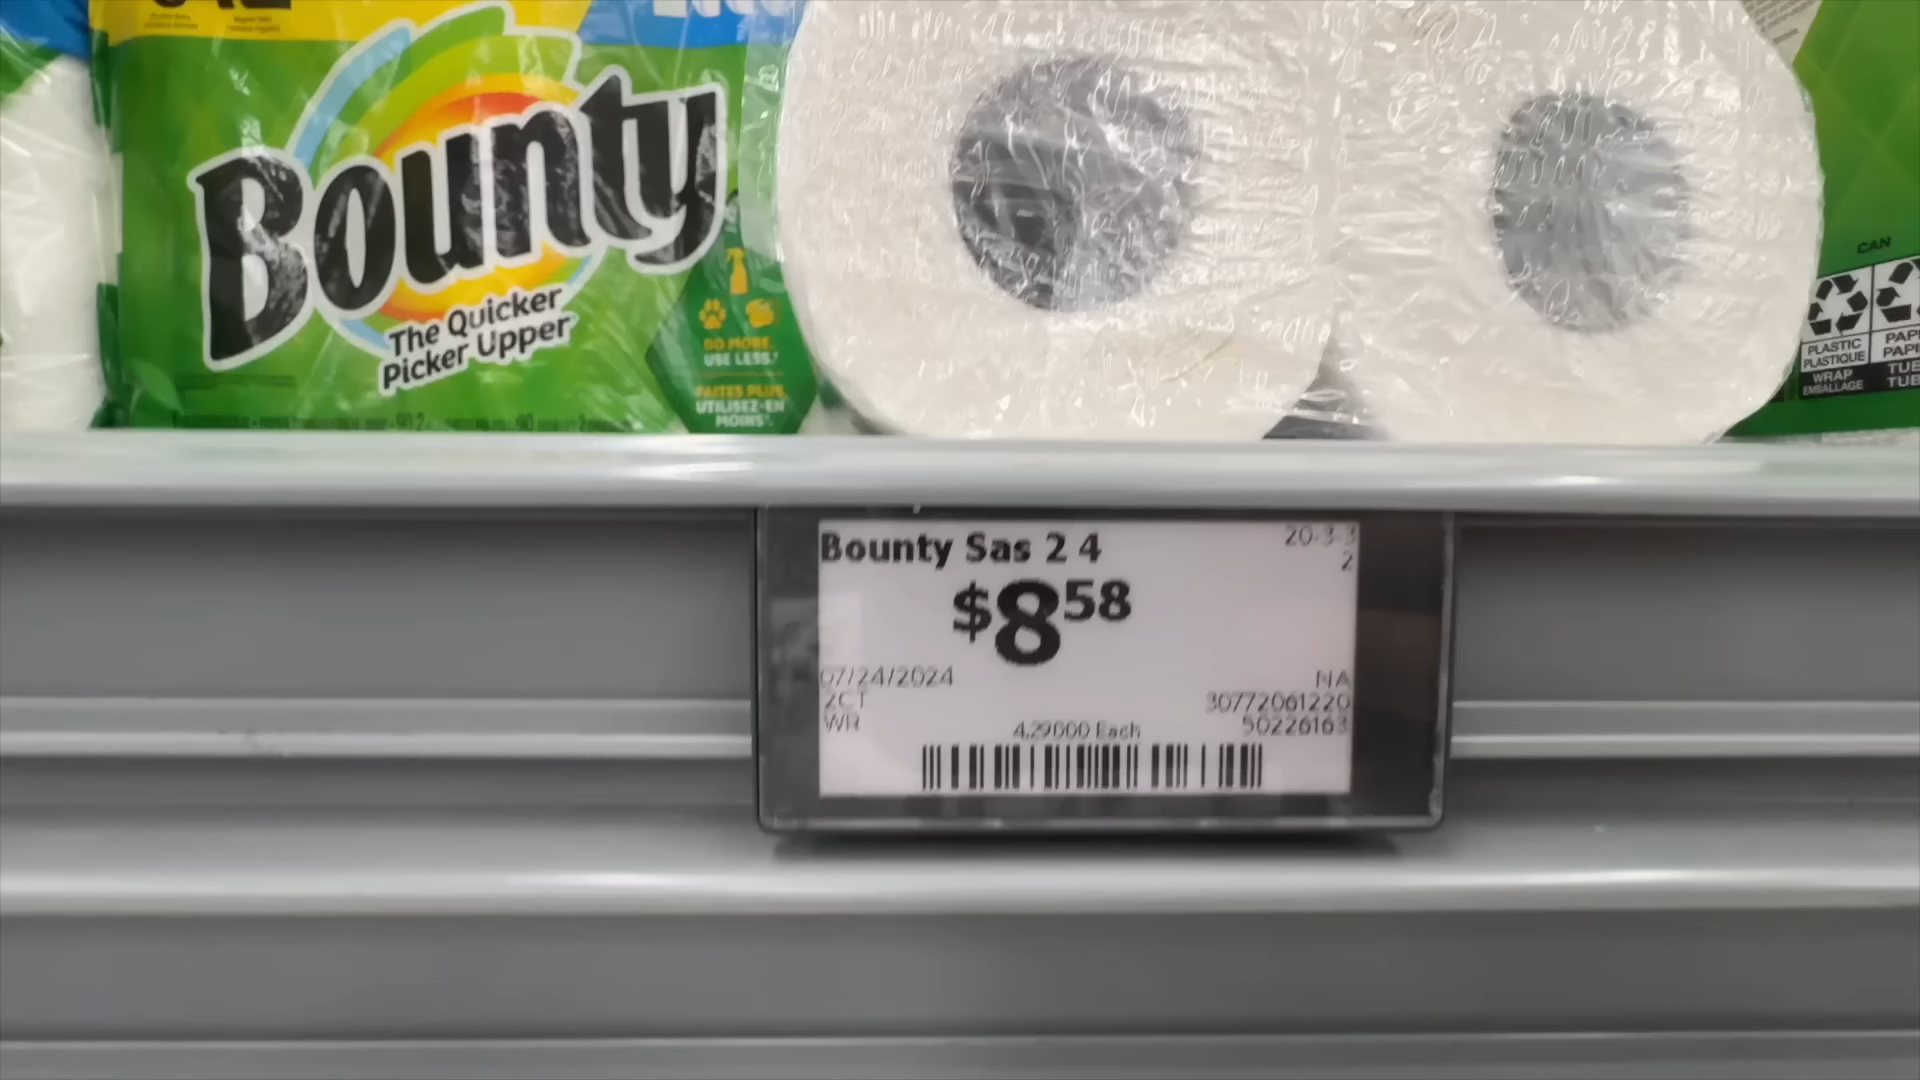 Bounty
The Quicker
Picker Upper
DO MORE.
USE LESS.
FAITES PLUS,
UTILISEZ-EN
MOINS
CAN
PLASTIC
PLASTIQUE
WRAP
EMBALLAGE
Bounty Sas 2 4
20-3-3
2
$8 58
07/24/2024
NA
2CT
30772061220
WR
4.29000 Each
50226163